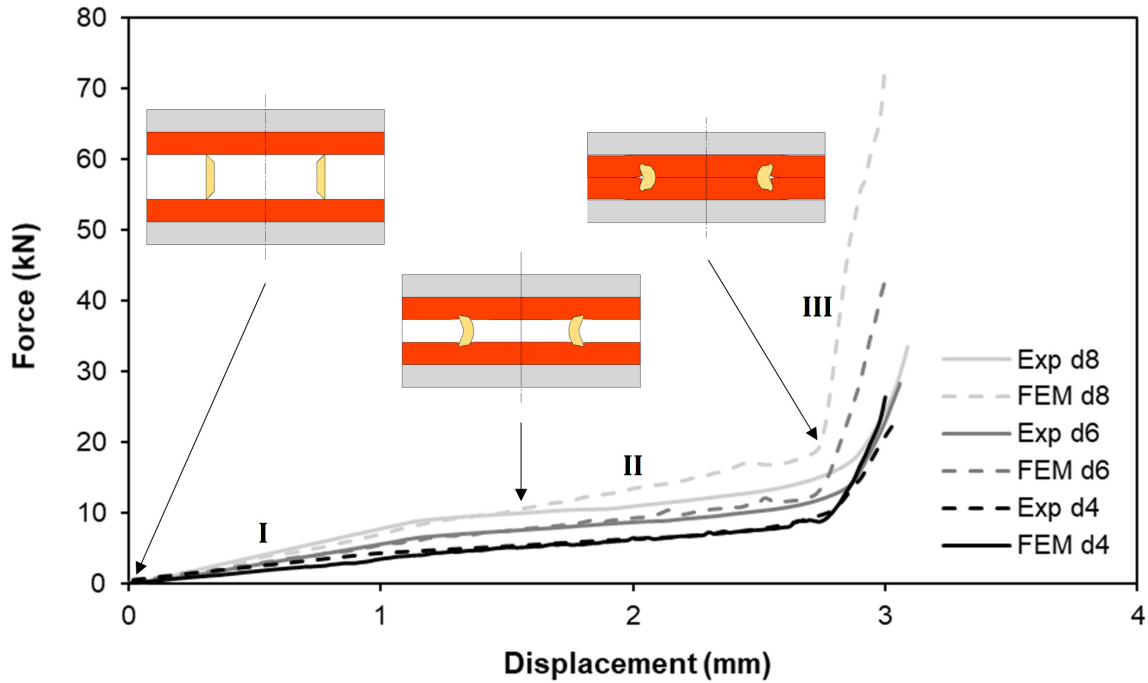 80
70
60
50
40
30
20
10
0
Force (kN)
I
II
III
Exp d8
FEM d8
Exp d6
FEM d6
Exp d4
FEM d4
0 1 2 3 4
Displacement (mm)